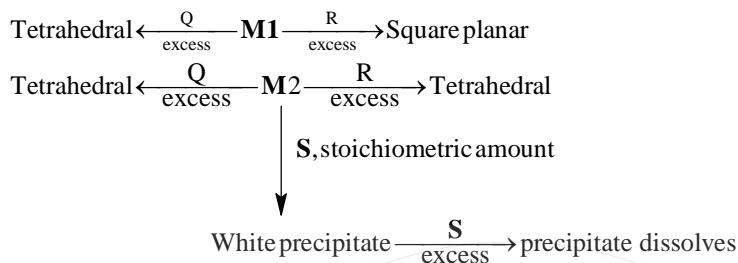 Tetrahedral ←Q/excess— M1 —R/excess→ Square planar
Tetrahedral ←Q/excess— M2 —R/excess→ Tetrahedral
S, stoichiometric amount
White precipitate —S/excess→ precipitate dissolves